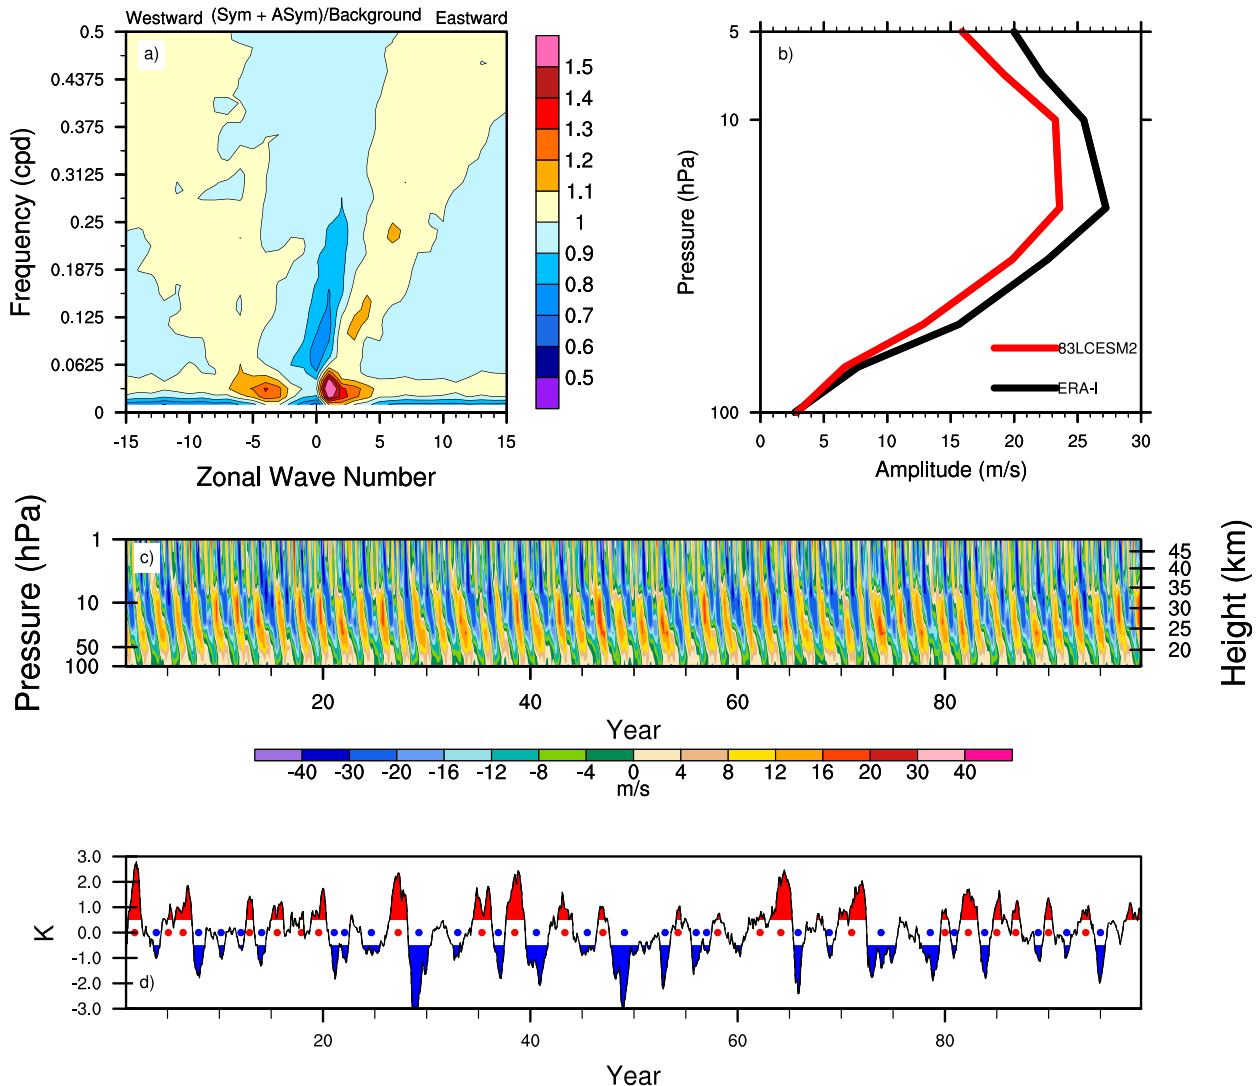 Westward (Sym + ASym)/Background Eastward
a)
0.5
0.4375
0.375
0.3125
0.25
0.1875
0.125
0.0625
0
Frequency (cpd)
-15 -10 -5 0 5 10 15
Zonal Wave Number
1.5
1.4
1.3
1.2
1.1
1
0.9
0.8
0.7
0.6
0.5
b)
5
10
100
Pressure (hPa)
83LCESM2
ERA-I
0 5 10 15 20 25 30
Amplitude (m/s)
c)
1
10
50
100
Pressure (hPa)
45
40
35
30
25
20
Height (km)
20 40 60 80
Year
-40 -30 -20 -16 -12 -8 -4 0 4 8 12 16 20 30 40
m/s
3.0
2.0
1.0
0.0
-1.0
-2.0
-3.0
K
d)
20 40 60 80
Year